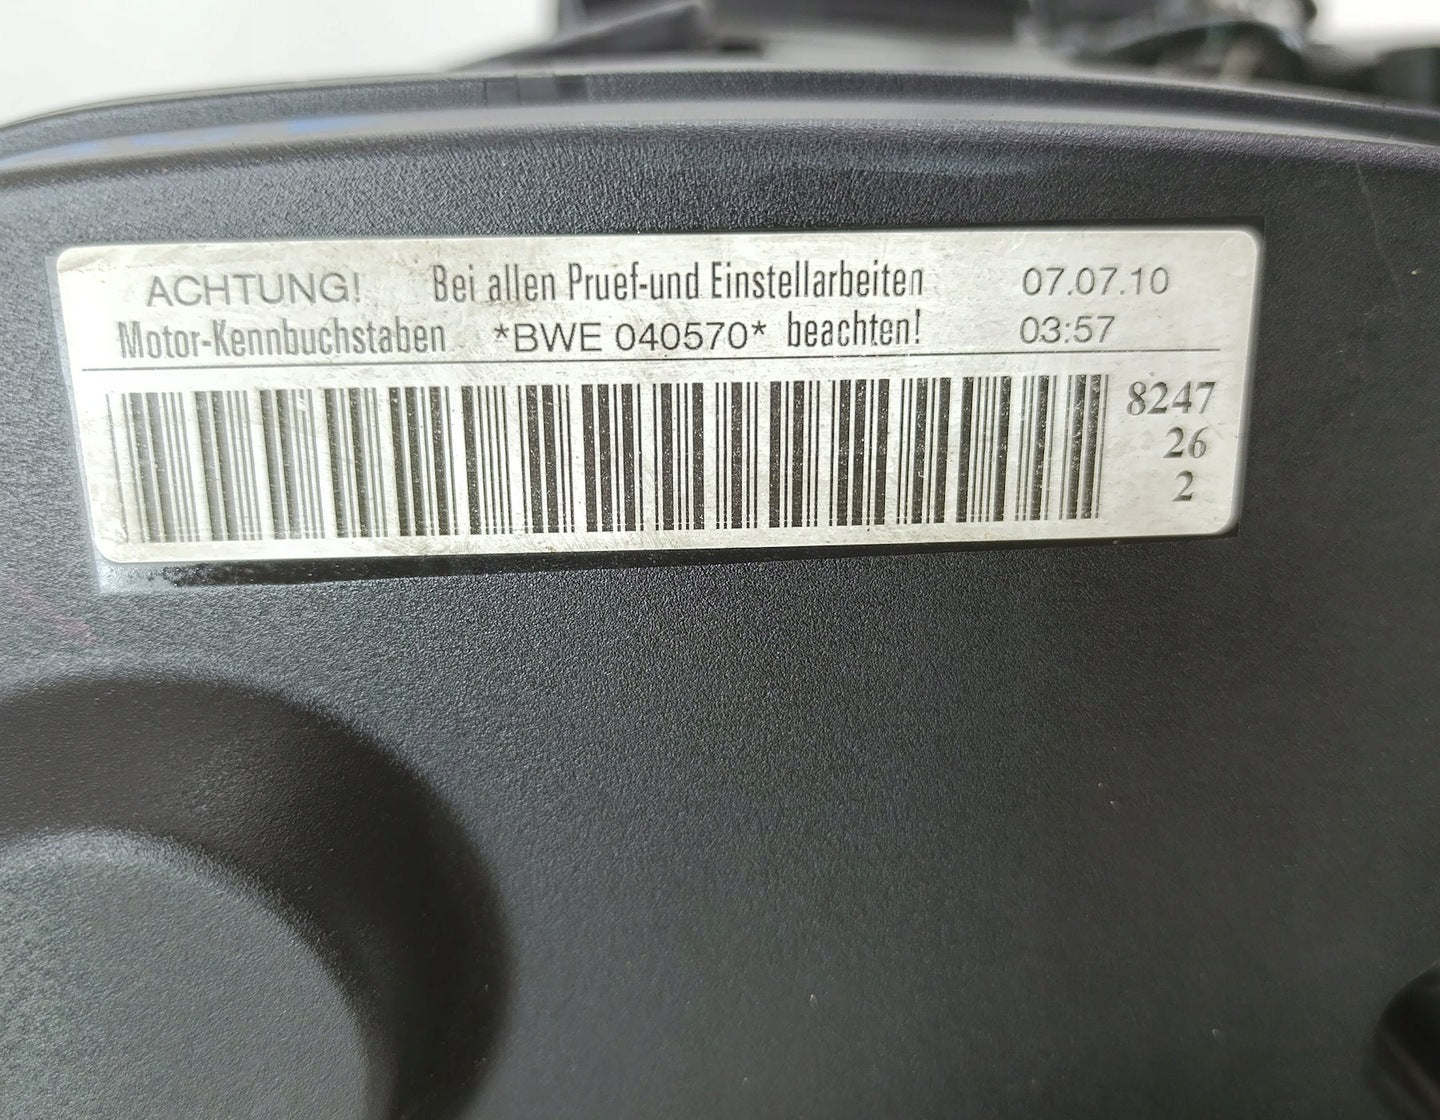 ACHTUNG! Bei allen Pruef-und Einstellarbeiten 07.07.10
Motor-Kennbuchstaben *BWE 040570* beachten! 03:57
8247
26
2